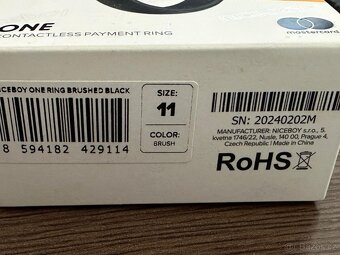 ONE
CONTACTLESS PAYMENT RING
mastercard
NICEBOY ONE RING BRUSHED BLACK
SIZE:
11
COLOR:
BRUSH
8 594182 429114
SN: 20240202M
MANUFACTURER: NICEBOY s.r.o., 5.
kvetna 1746/22, Nusle, 140 00, Prague 4,
Czech Republic | Made in China
RoHS